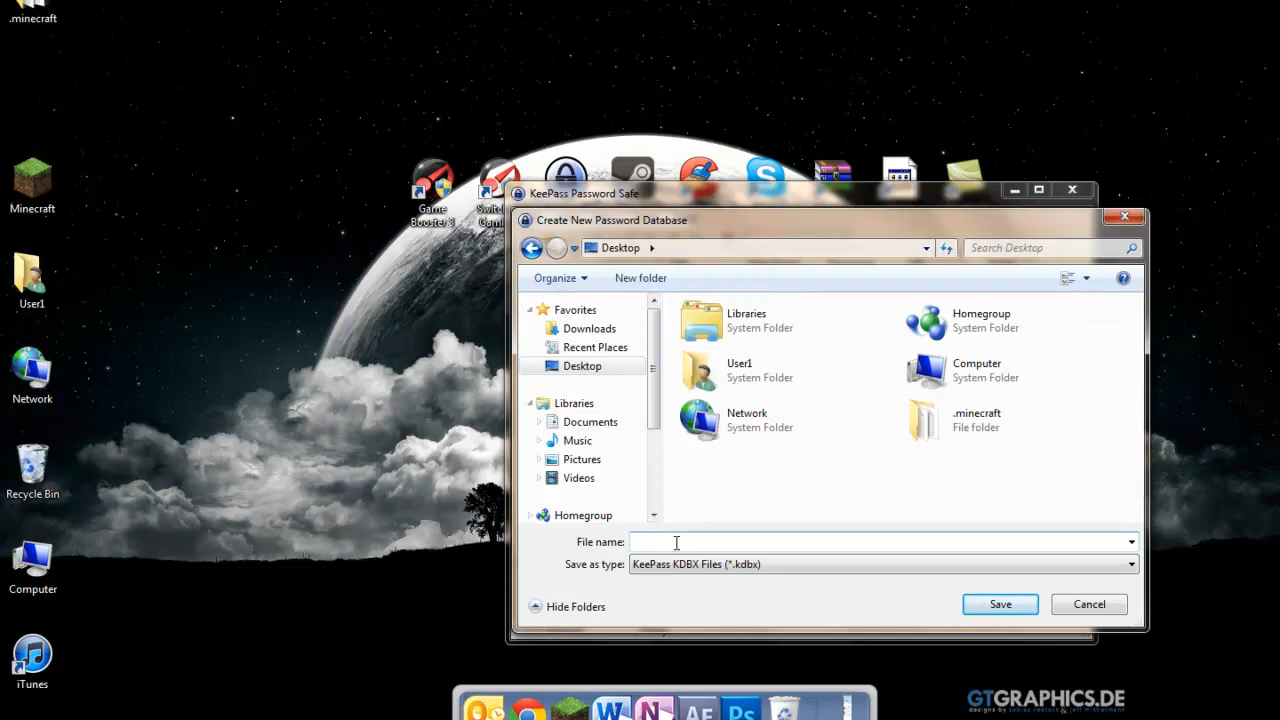 .minecraft
Minecraft
User1
Network
Recycle Bin
Computer
iTunes
Game
Booster 3
KeePass Password Safe
Create New Password Database
Desktop
Search Desktop
Organize
New folder
Favorites
Downloads
Recent Places
Desktop
Libraries
Documents
Music
Pictures
Videos
Homegroup
Libraries
System Folder
Homegroup
System Folder
User1
System Folder
Computer
System Folder
Network
System Folder
.minecraft
File folder
File name:
Save as type:
KeePass KDBX Files (*.kdbx)
Hide Folders
Save
Cancel
W
N
AE
Ps
GTGRAPHICS.DE